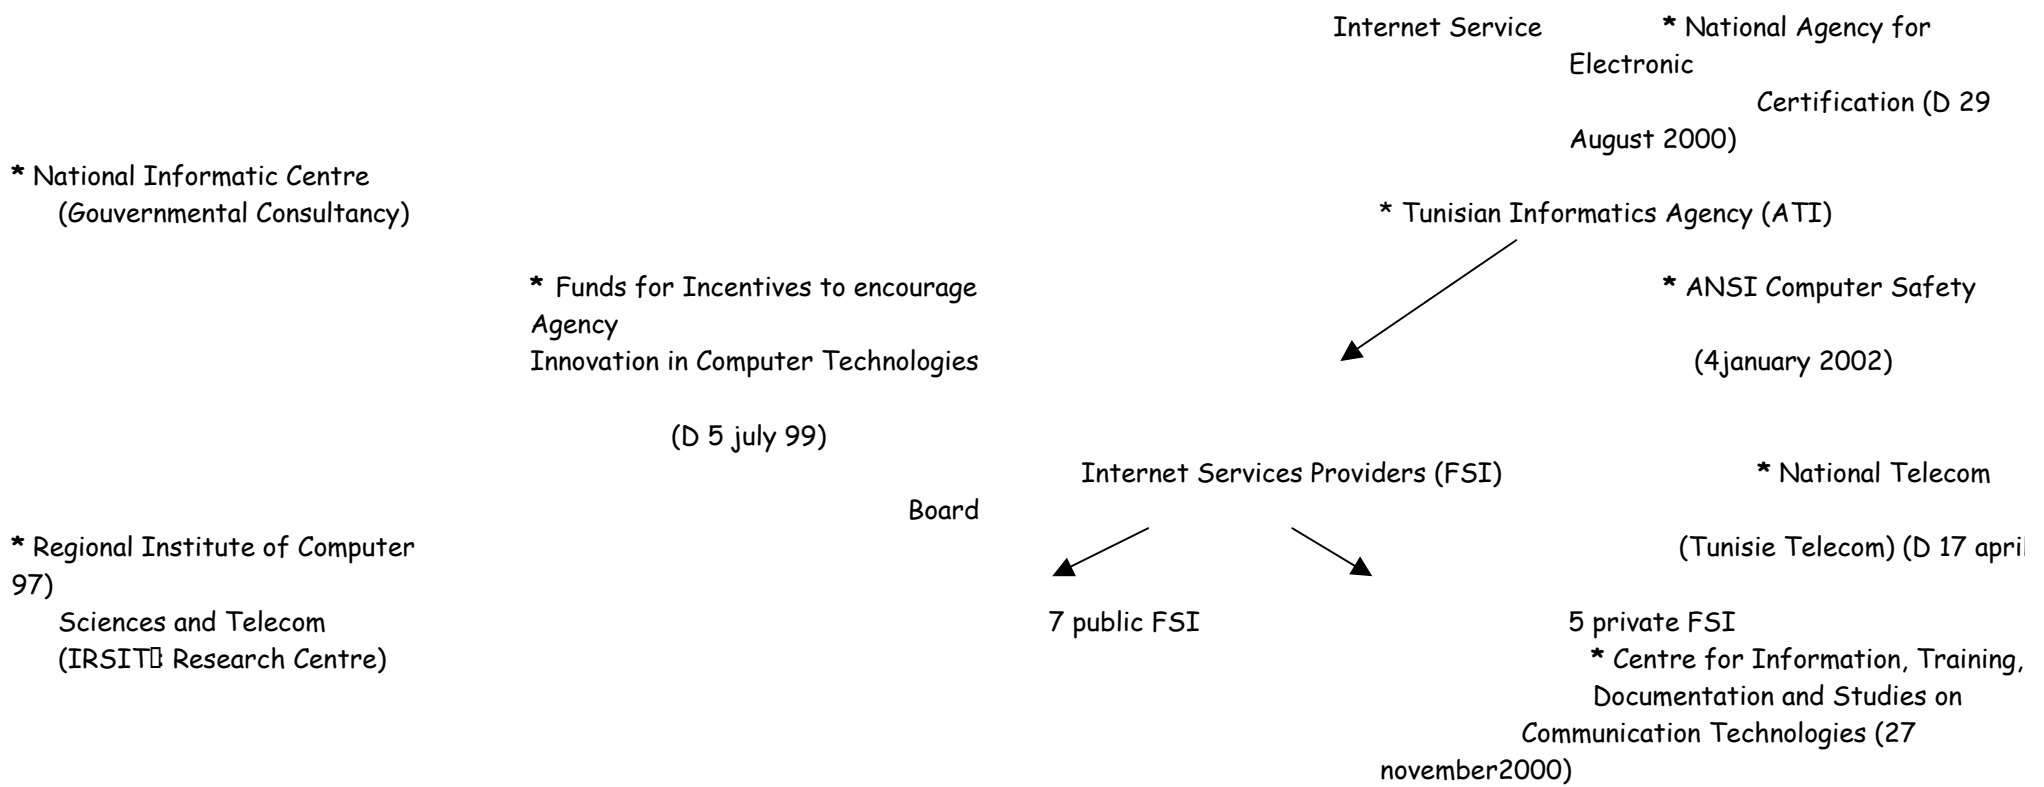 Internet Service * National Agency for
Electronic
Certification (D 29
August 2000)
* National Informatic Centre
(Gouvernmental Consultancy) * Tunisian Informatics Agency (ATI)
* Funds for Incentives to encourage * ANSI Computer Safety
Agency
Innovation in Computer Technologies (4january 2002)
(D 5 july 99)
Internet Services Providers (FSI) * National Telecom
Board
* Regional Institute of Computer (Tunisie Telecom) (D 17 april
97)
Sciences and Telecom 7 public FSI 5 private FSI
(IRSIT: Research Centre) * Centre for Information, Training,
Documentation and Studies on
Communication Technologies (27
november2000)